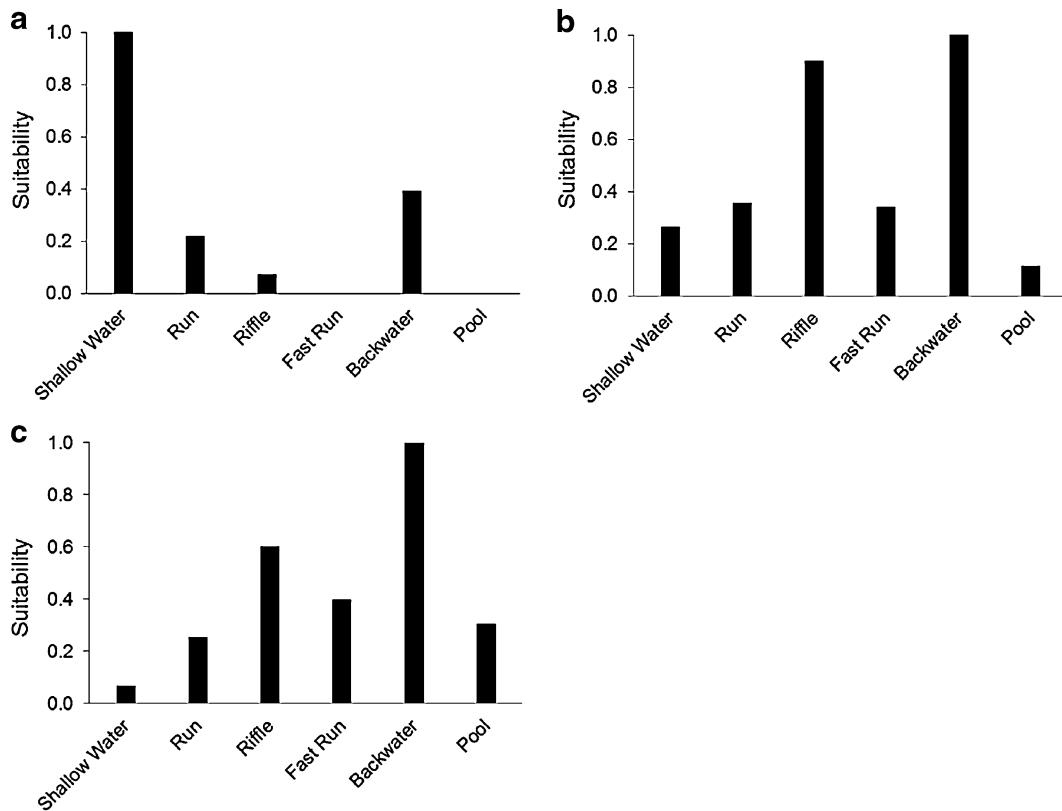 a
Suitability
1.0
0.8
0.6
0.4
0.2
0.0
Shallow Water
Run
Riffle
Fast Run
Backwater
Pool
b
Suitability
1.0
0.8
0.6
0.4
0.2
0.0
Shallow Water
Run
Riffle
Fast Run
Backwater
Pool
c
Suitability
1.0
0.8
0.6
0.4
0.2
0.0
Shallow Water
Run
Riffle
Fast Run
Backwater
Pool